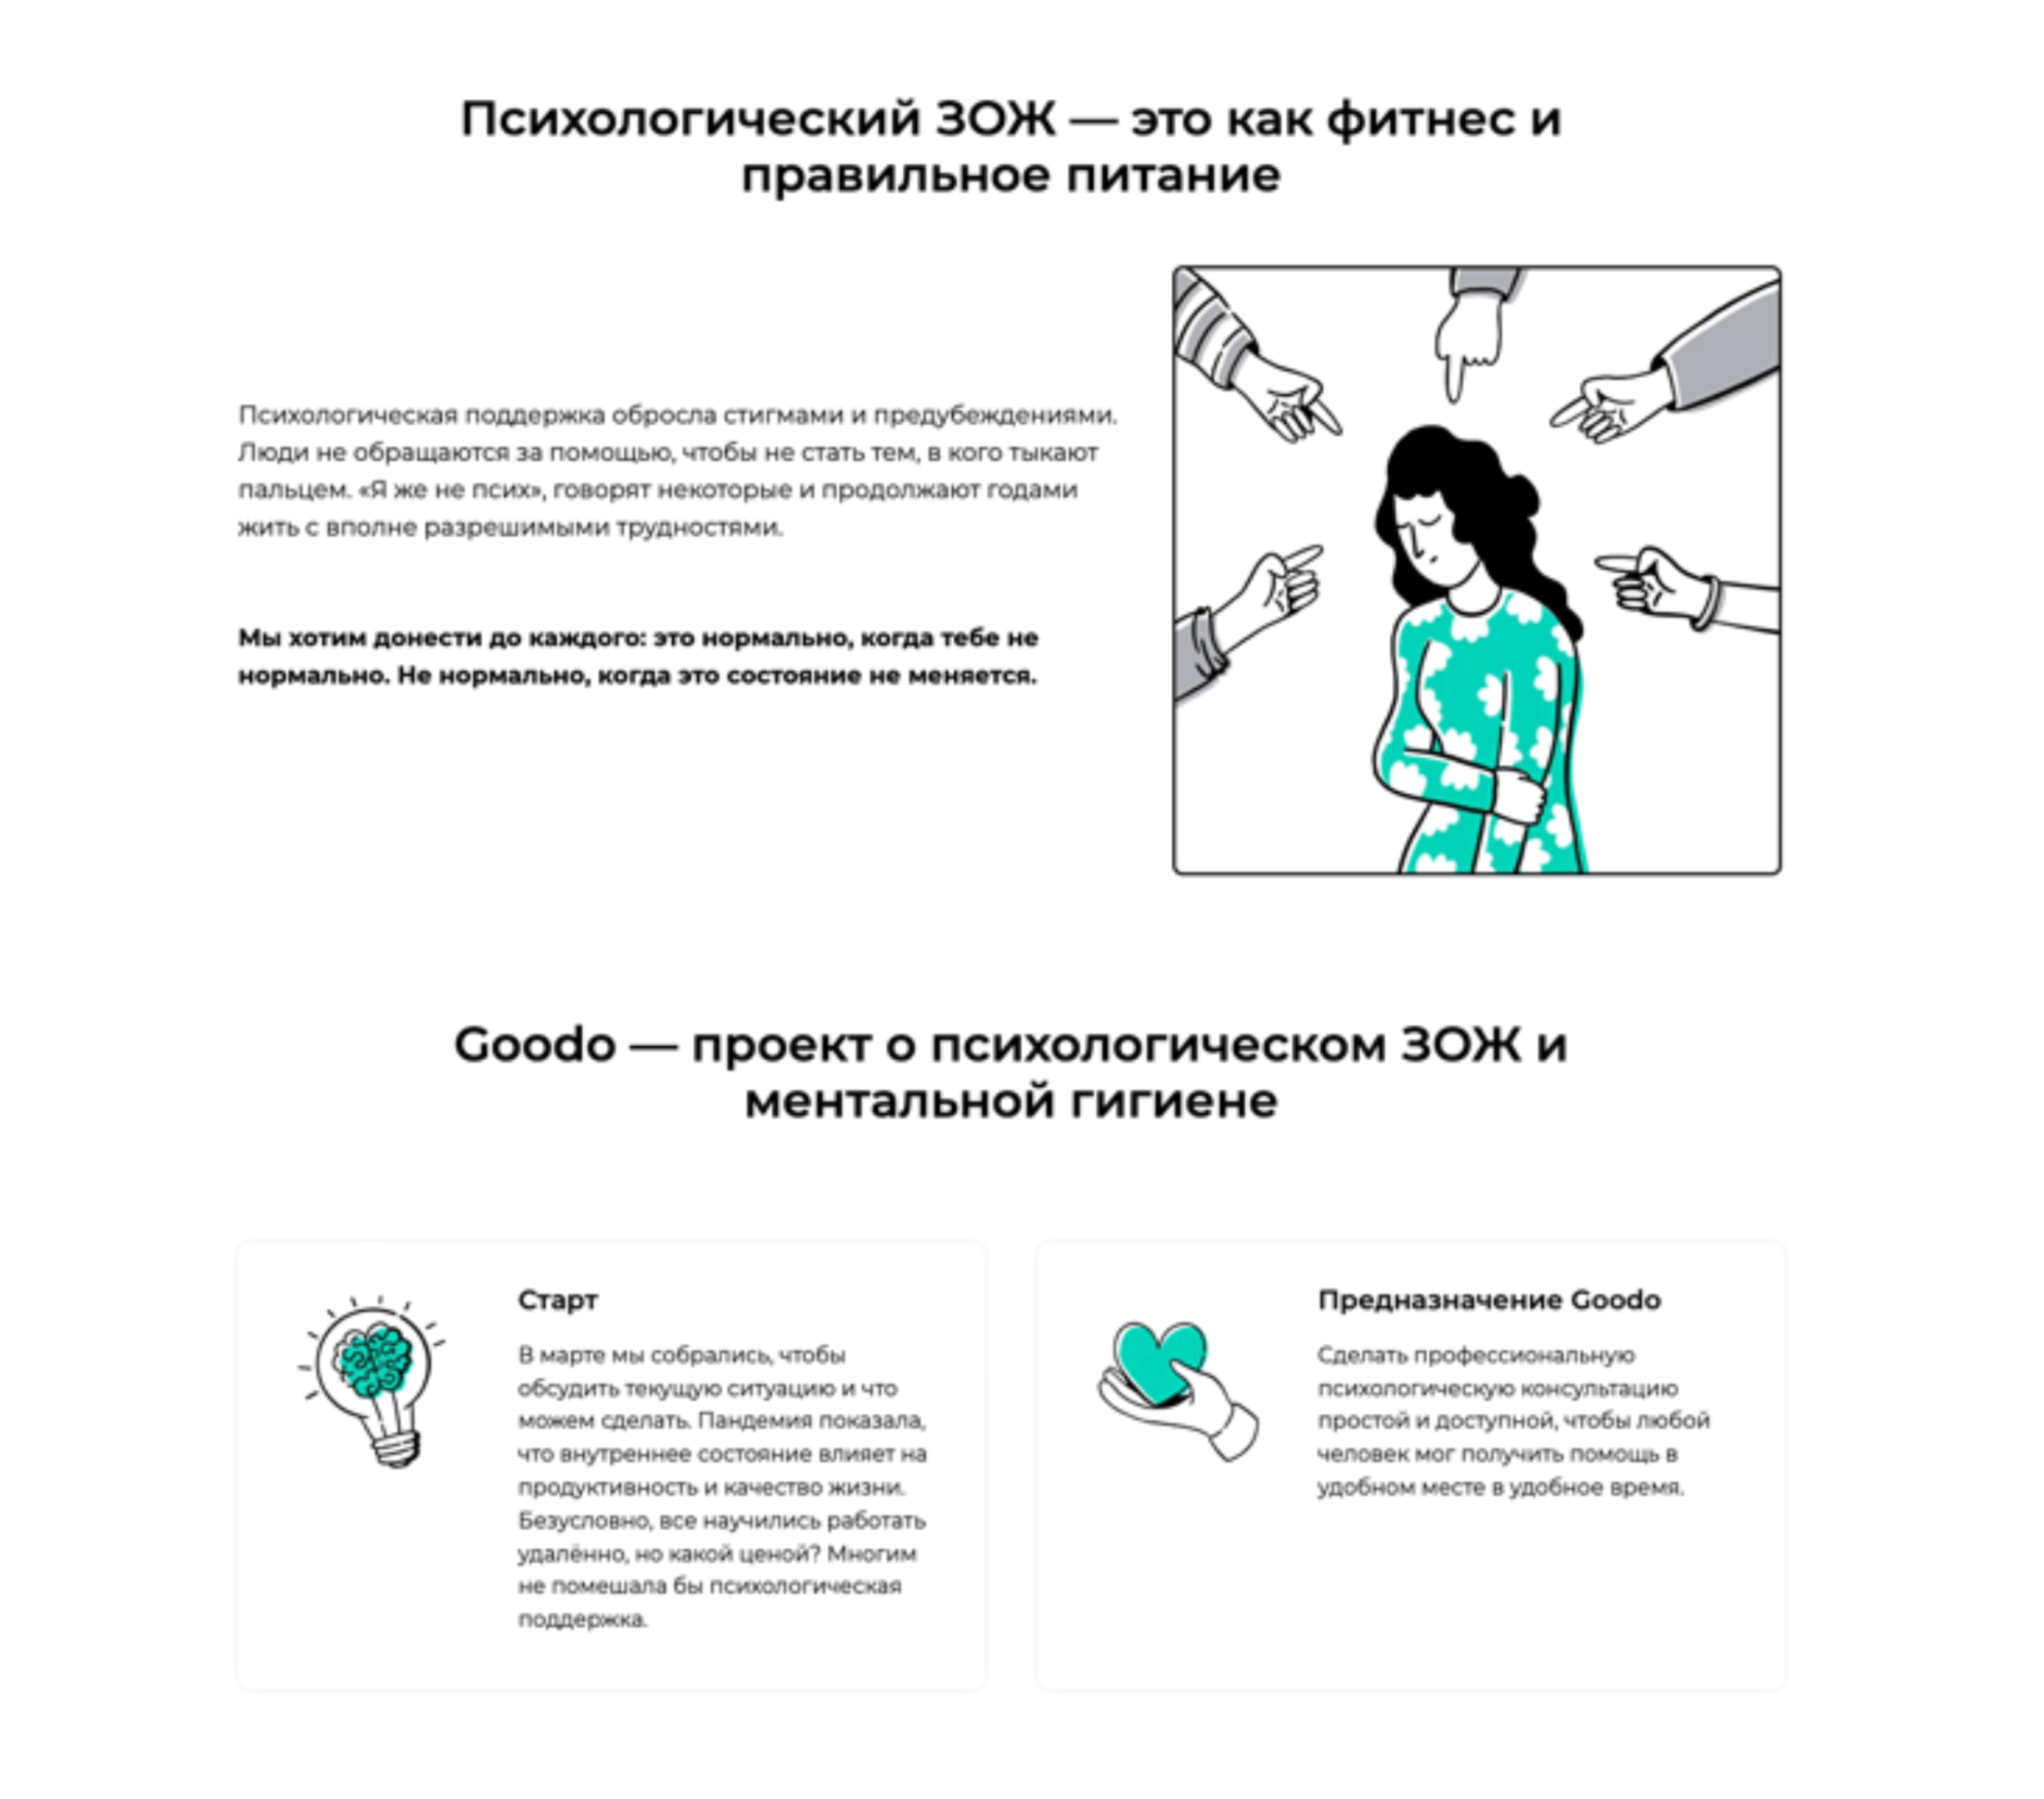 Психологический ЗОЖ — это как фитнес и
правильное питание
Психологическая поддержка обросла стигмами и предубеждениями.
Люди не обращаются за помощью, чтобы не стать тем, в кого тыкают
пальцем. «Я же не псих», говорят некоторые и продолжают годами
жить с вполне разрешимыми трудностями.
Мы хотим донести до каждого: это нормально, когда тебе не
нормально. Не нормально, когда это состояние не меняется.
Goodo — проект о психологическом ЗОЖ и
ментальной гигиене
Старт
В марте мы собрались, чтобы
обсудить текущую ситуацию и что
можем сделать. Пандемия показала,
что внутреннее состояние влияет на
продуктивность и качество жизни.
Безусловно, все научились работать
удалённо, но какой ценой? Многим
не помешала бы психологическая
поддержка.
Предназначение Goodo
Сделать профессиональную
психологическую консультацию
простой и доступной, чтобы любой
человек мог получить помощь в
удобном месте в удобное время.